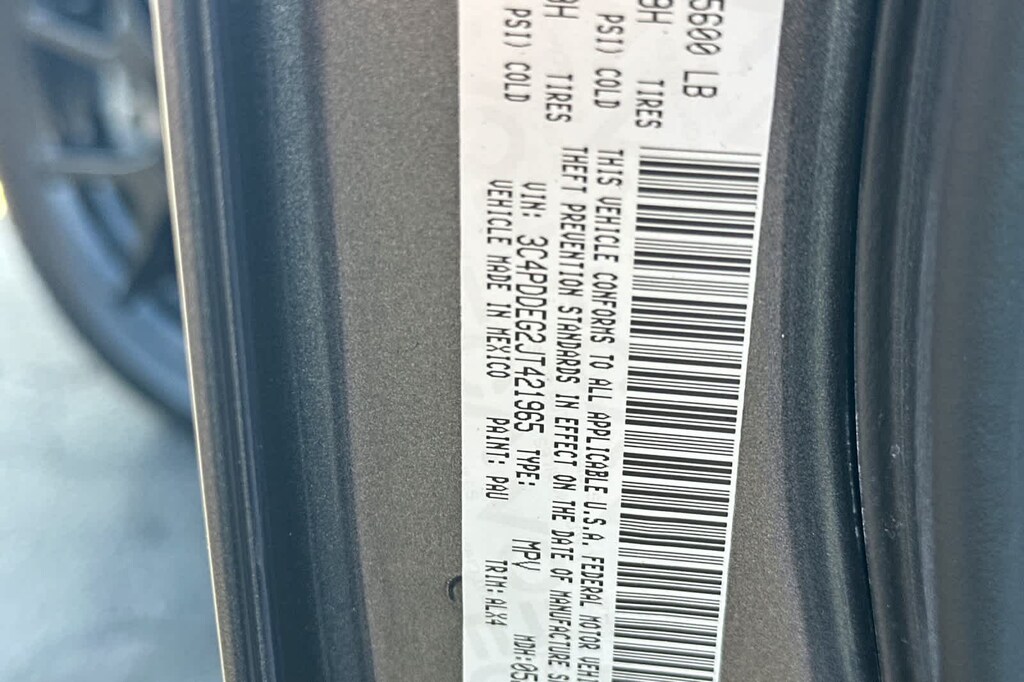 5600 LB
TIRES
PSI) COLD
TIRES
PSI) COLD
THIS VEHICLE CONFORMS TO ALL APPLICABLE U.S.A. FEDERAL MOTOR VEHI
THEFT PREVENTION STANDARDS IN EFFECT ON THE DATE OF MANUFACTURE S
VIN: 3C4PDDEG2JT421965 TYPE: MPV
VEHICLE MADE IN MEXICO PAINT: PAU TRIM: ALX4 MDH:05